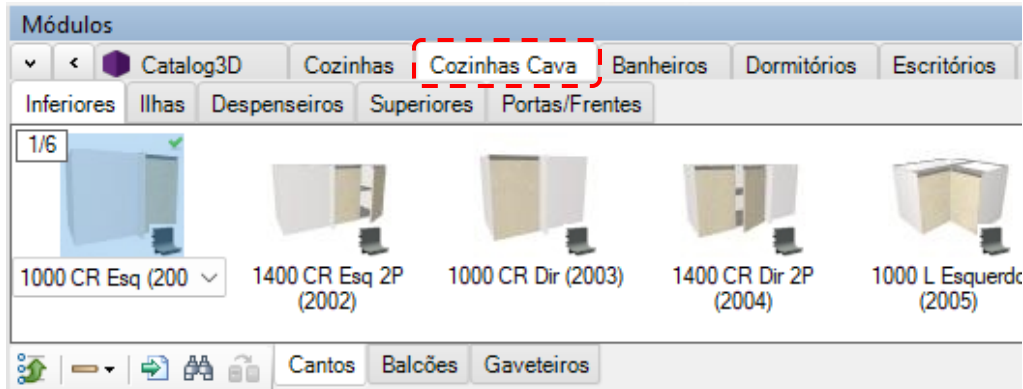 Módulos
Catalog3D Cozinhas Cozinhas Cava Banheiros Dormitórios Escritórios
Inferiores Ilhas Despenseiros Superiores Portas/Frentes
1/6
1000 CR Esq (200 1400 CR Esq 2P 1000 CR Dir (2003) 1400 CR Dir 2P 1000 L Esquerdo
(2002) (2004) (2005)
Cantos Balcões Gaveteiros